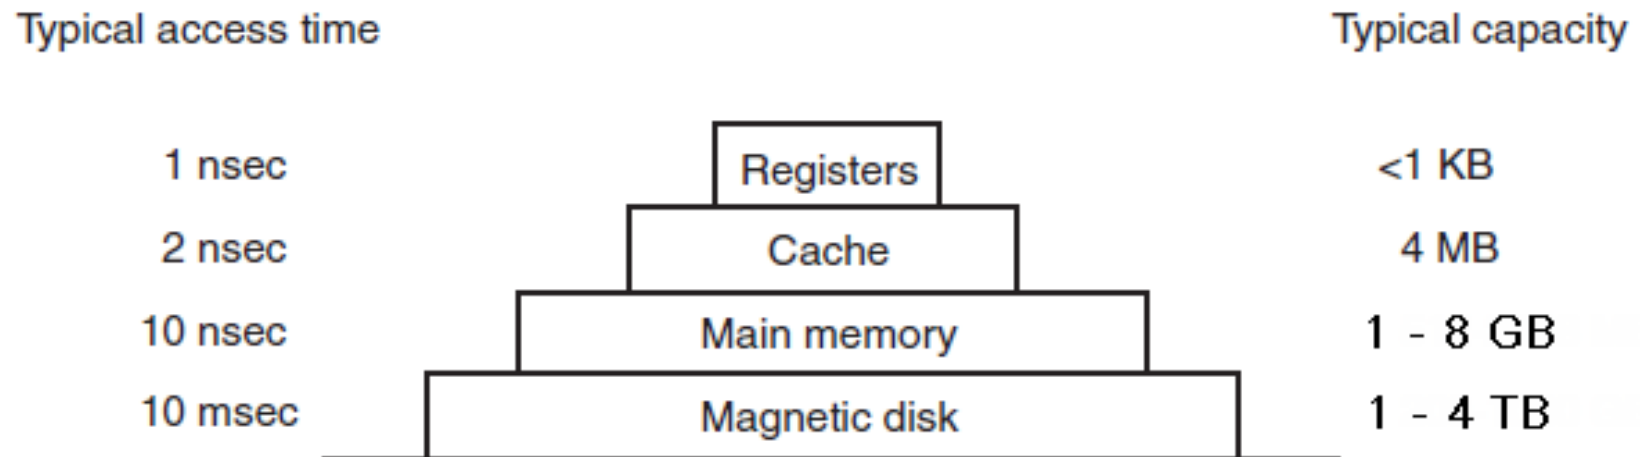 Typical access time Typical capacity
1 nsec Registers <1 KB
2 nsec Cache 4 MB
10 nsec Main memory 1 - 8 GB
10 msec Magnetic disk 1 - 4 TB